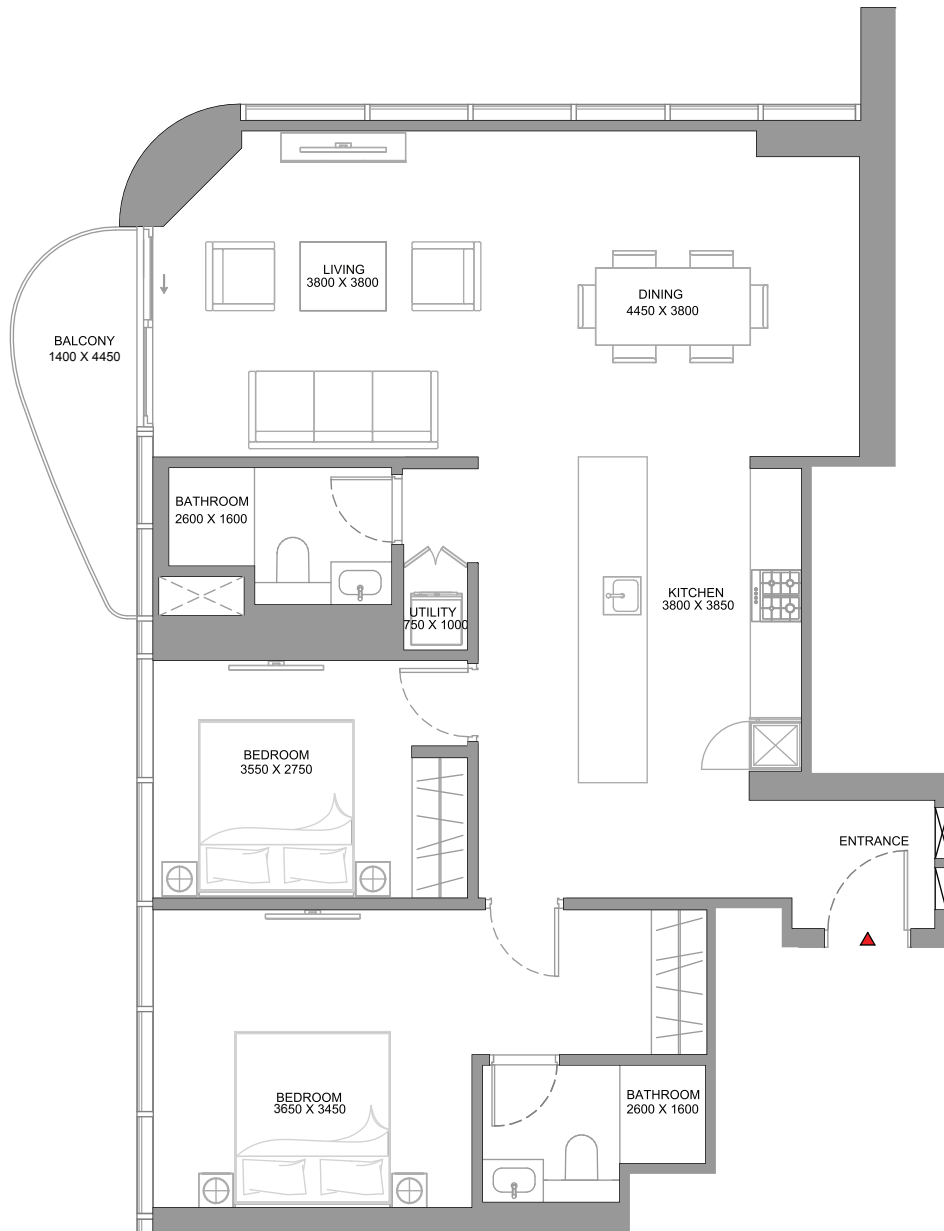 LIVING
3800 X 3800
DINING
4450 X 3800
BALCONY
1400 X 4450
BATHROOM
2600 X 1600
KITCHEN
3800 X 3850
UTILITY
750 X 1000
BEDROOM
3550 X 2750
ENTRANCE
BEDROOM
3650 X 3450
BATHROOM
2600 X 1600